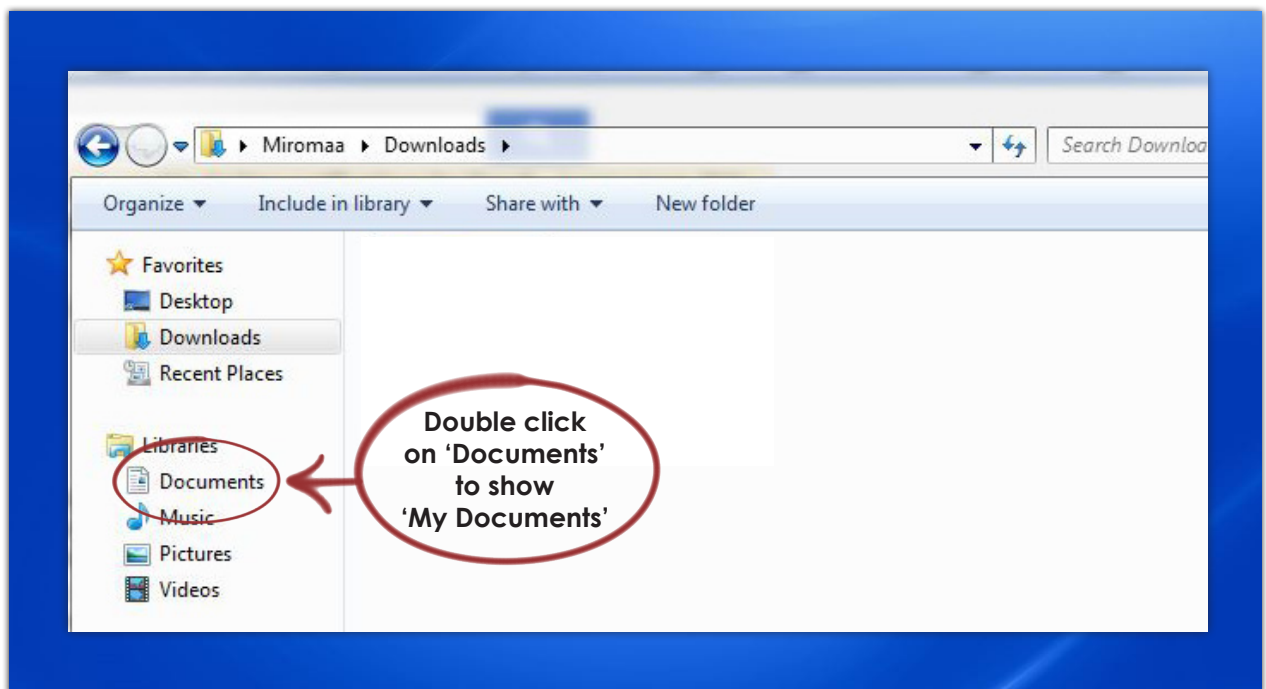 Miromaa Downloads
Search Downloa
Organize Include in library Share with New folder
Favorites
Desktop
Downloads
Recent Places
Libraries
Documents
Music
Pictures
Videos
Double click
on ‘Documents’
to show
‘My Documents’